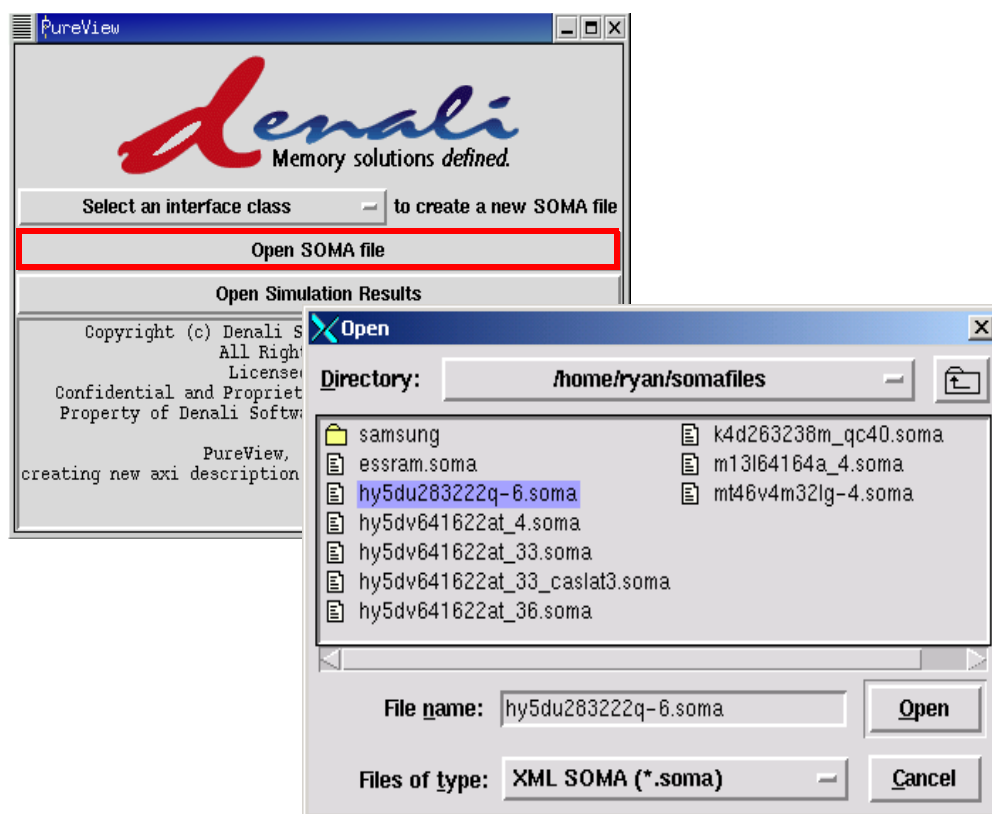 PureView
denali
Memory solutions defined.
Select an interface class to create a new SOMA file
Open SOMA file
Open Simulation Results
Copyright (c) Denali S
All Righ
License
Confidential and Propriet
Property of Denali Softw
PureView,
creating new axi description
Open
Directory: /home/ryan/somafiles
samsung
essram.soma
hy5du283222q-6.soma
hy5dv641622at_4.soma
hy5dv641622at_33.soma
hy5dv641622at_33_caslat3.soma
hy5dv641622at_36.soma
k4d263238m_qc40.soma
m13l64164a_4.soma
mt46v4m32lg-4.soma
File name: hy5du283222q-6.soma Open
Files of type: XML SOMA (*.soma) Cancel